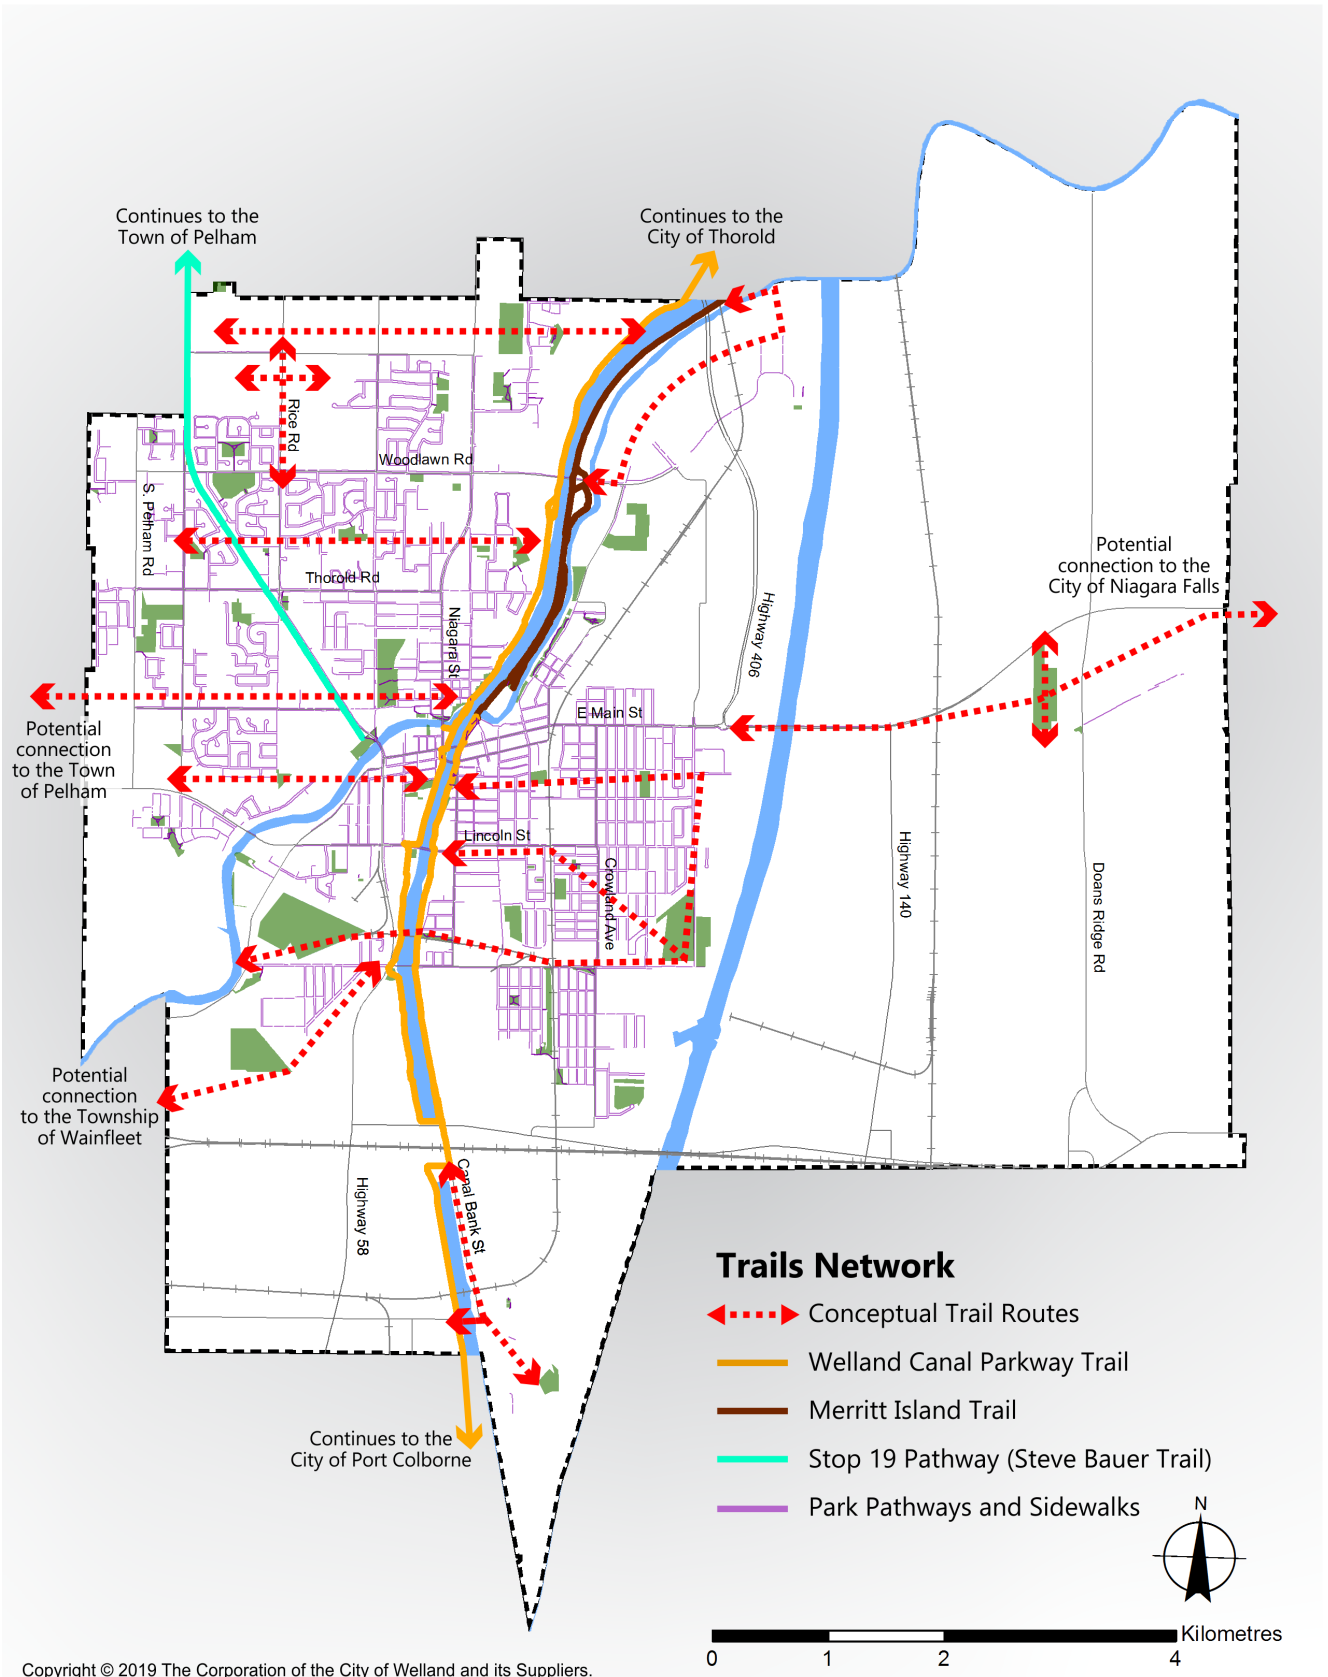 Continues to the
Town of Pelham
Continues to the
City of Thorold
Rice Rd
Woodlawn Rd
S. Pelham Rd
Thorold Rd
Niagara St
Highway 406
Potential
connection to the
City of Niagara Falls
E Main St
Potential
connection
to the Town
of Pelham
Lincoln St
Crowland Ave
Highway 140
Doans Ridge Rd
Potential
connection
to the Township
of Wainfleet
Canal Bank St
Highway 58
Continues to the
City of Port Colborne
Trails Network
Conceptual Trail Routes
Welland Canal Parkway Trail
Merritt Island Trail
Stop 19 Pathway (Steve Bauer Trail)
Park Pathways and Sidewalks
N
Kilometres
0 1 2 4
Copyright © 2019 The Corporation of the City of Welland and its Suppliers.